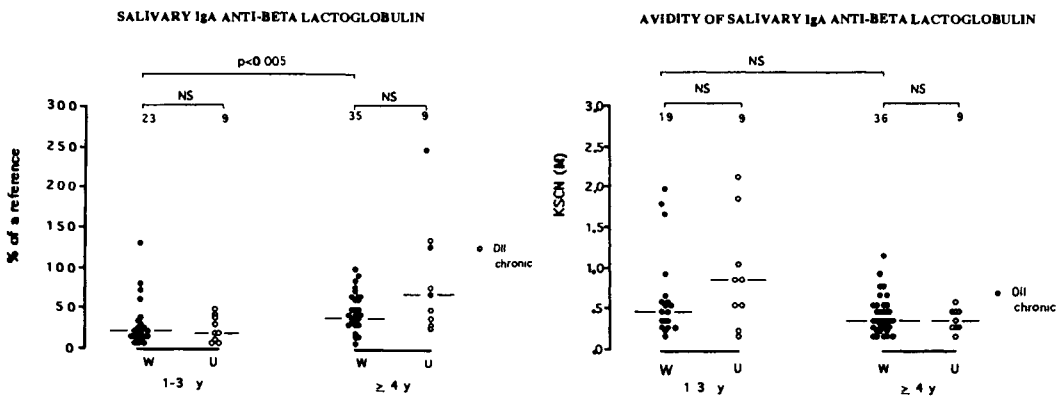 SALIVARY IgA ANTI-BETA LACTOGLOBULIN
p<0 005
NS
NS
300
23
9
35
9
250
200
150
100
50
0
% of a reference
o DII
chronic
W
U
W
U
1-3 y
≥ 4 y
AVIDITY OF SALIVARY IgA ANTI-BETA LACTOGLOBULIN
NS
NS
NS
3,0
19
9
36
9
2,5
2,0
1,5
1,0
,5
,0
KSCN (M)
• DII
chronic
W
U
W
U
1 3 y
≥ 4 y